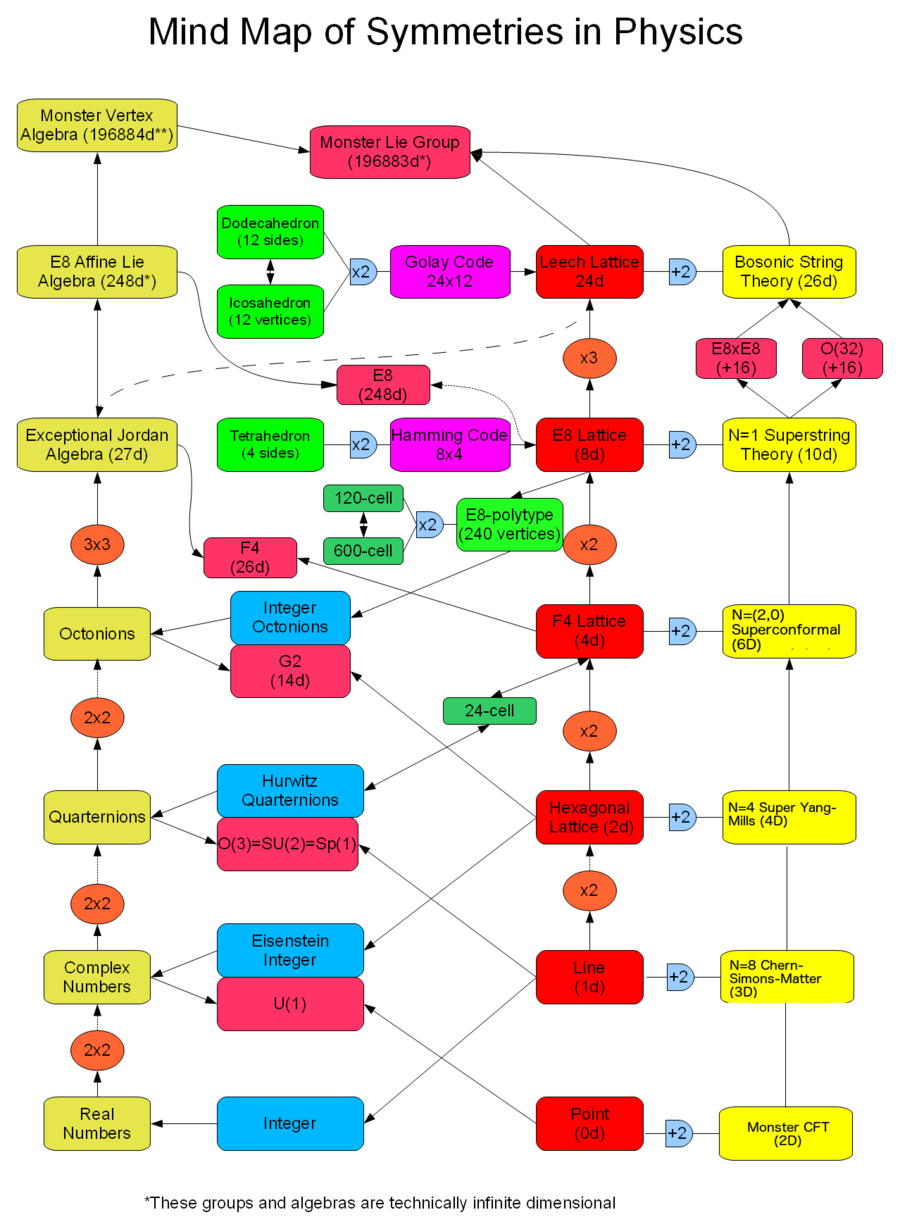 Mind Map of Symmetries in Physics
Monster Vertex
Algebra (196884d**)
Monster Lie Group
(196883d*)
Dodecahedron
(12 sides)
E8 Affine Lie
Algebra (248d*)
x2
Golay Code
24x12
Leech Lattice
24d
+2
Bosonic String
Theory (26d)
Icosahedron
(12 vertices)
x3
E8xE8
(+16)
O(32)
(+16)
E8
(248d)
Exceptional Jordan
Algebra (27d)
Tetrahedron
(4 sides)
x2
Hamming Code
8x4
E8 Lattice
(8d)
+2
N=1 Superstring
Theory (10d)
120-cell
600-cell
x2
E8-polytype
(240 vertices)
3x3
x2
F4
(26d)
Octonions
Integer
Octonions
G2
(14d)
F4 Lattice
(4d)
+2
N=(2,0)
Superconformal
(6D)
2x2
24-cell
x2
Quarternions
Hurwitz
Quarternions
O(3)=SU(2)=Sp(1)
Hexagonal
Lattice (2d)
+2
N=4 Super Yang-
Mills (4D)
2x2
x2
Complex
Numbers
Eisenstein
Integer
U(1)
Line
(1d)
+2
N=8 Chern-
Simons-Matter
(3D)
2x2
Real
Numbers
Integer
Point
(0d)
+2
Monster CFT
(2D)
*These groups and algebras are technically infinite dimensional